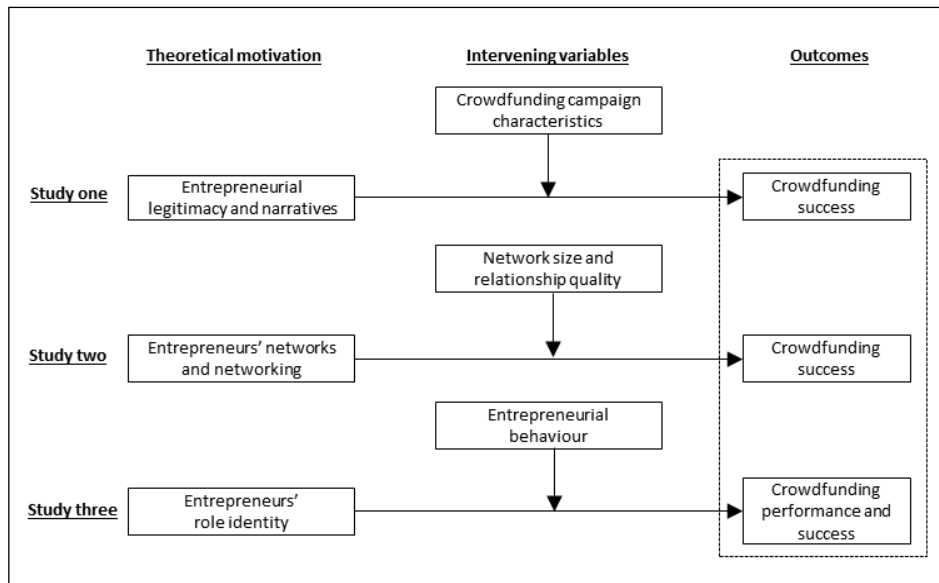 Theoretical motivation
Intervening variables
Outcomes
Crowdfunding campaign
characteristics
Study one
Entrepreneurial
legitimacy and narratives
Crowdfunding
success
Network size and
relationship quality
Study two
Entrepreneurs’ networks
and networking
Crowdfunding
success
Entrepreneurial
behaviour
Study three
Entrepreneurs’
role identity
Crowdfunding
performance and
success